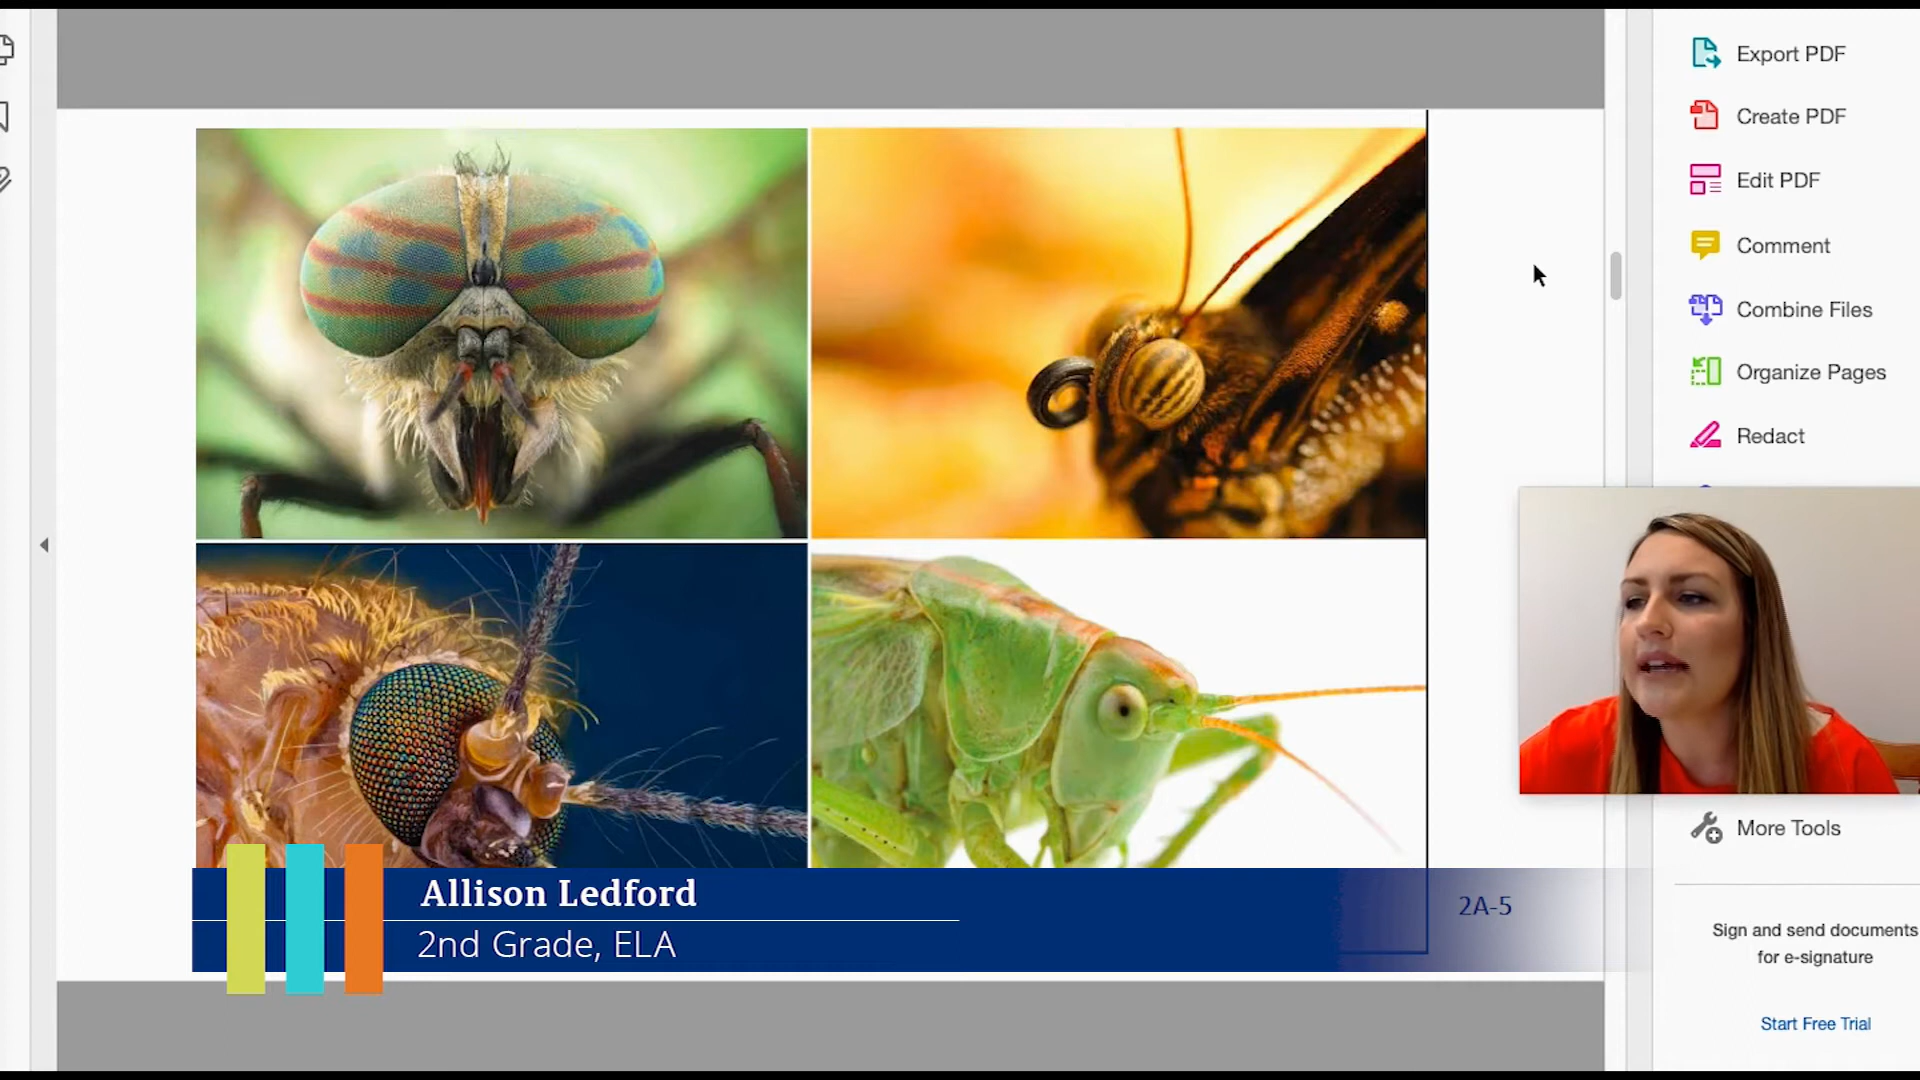 Export PDF
Create PDF
Edit PDF
Comment
Combine Files
Organize Pages
Redact
More Tools
Sign and send documents
for e-signature
Start Free Trial
2A-5
Allison Ledford
2nd Grade, ELA